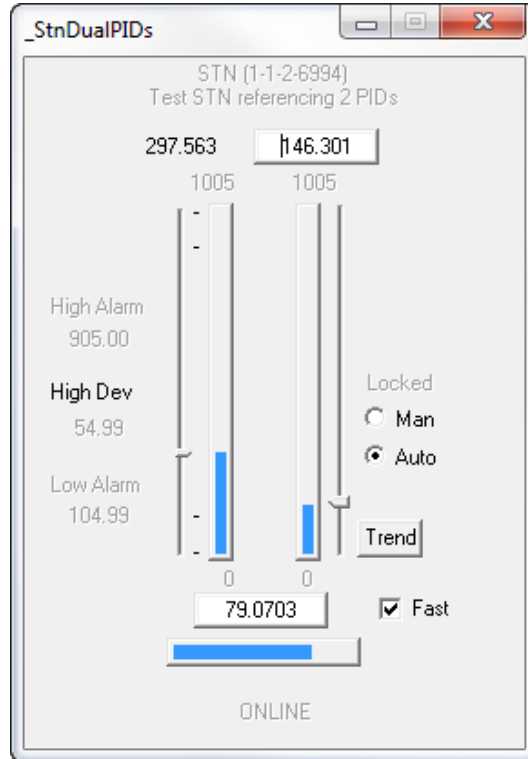 _StnDualPIDs
STN (1-1-2-6994)
Test STN referencing 2 PIDs
297.563 146.301
1005 1005
High Alarm
905.00
High Dev
54.99
Low Alarm
104.99
Locked
Man
Auto
Trend
0 0
79.0703 Fast
ONLINE